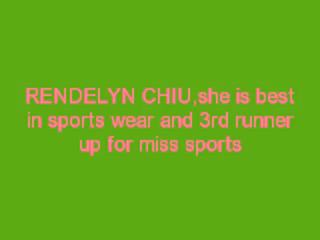 RENDELYN CHIU,she is best
in sports wear and 3rd runner
up for miss sports